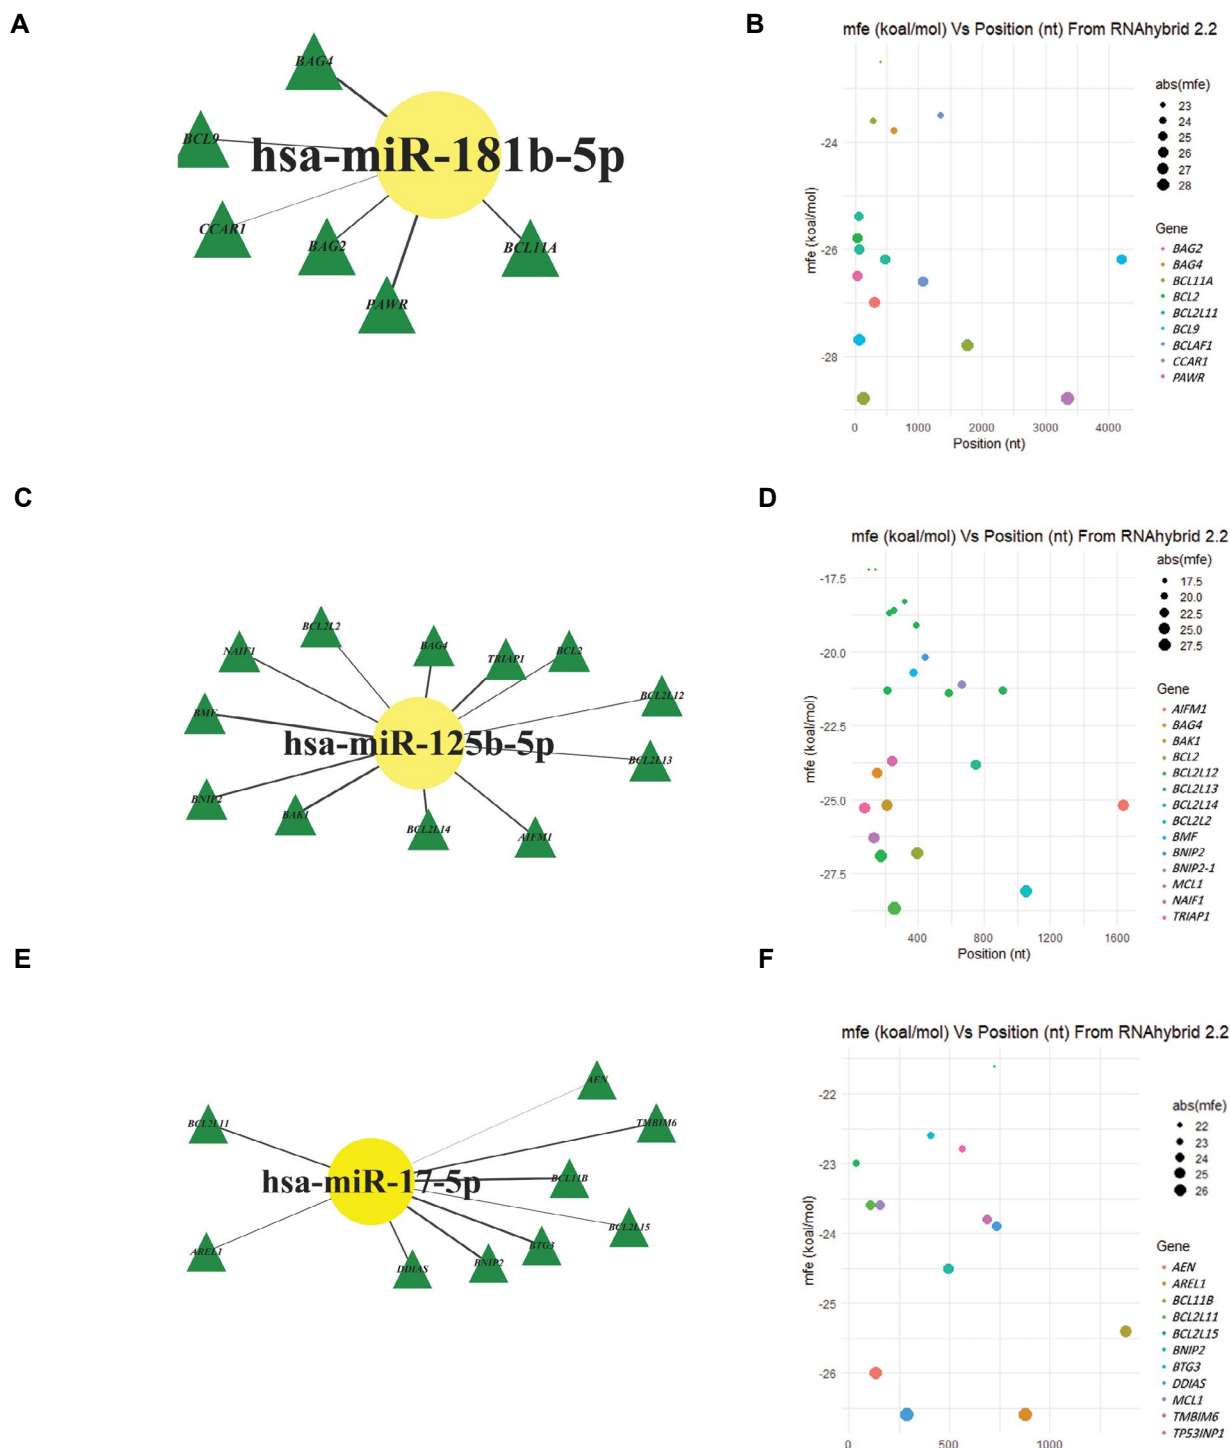 A
BAG4
BCL9
hsa-miR-181b-5p
CCAR1
BAG2
BCL11A
PAWR
B
mfe (koal/mol) Vs Position (nt) From RNAhybrid 2.2
mfe (koal/mol)
-24
-26
-28
0 1000 2000 3000 4000
Position (nt)
abs(mfe)
23
24
25
26
27
28
Gene
BAG2
BAG4
BCL11A
BCL2
BCL2L11
BCL9
BCLAF1
CCAR1
PAWR
C
BCL2L2
NAIF1
BAG4
TRIAP1
BCL2
BCL2L12
BMF
hsa-miR-125b-5p
BCL2L13
BNIP2
BAK1
BCL2L14
AIFM1
D
mfe (koal/mol) Vs Position (nt) From RNAhybrid 2.2
mfe (koal/mol)
-17.5
-20.0
-22.5
-25.0
-27.5
400 800 1200 1600
Position (nt)
abs(mfe)
17.5
20.0
22.5
25.0
27.5
Gene
AIFM1
BAG4
BAK1
BCL2
BCL2L12
BCL2L13
BCL2L14
BCL2L2
BMF
BNIP2
BNIP2-1
MCL1
NAIF1
TRIAP1
E
AEN
BCL2L11
TMBIM6
hsa-miR-17-5p
BCL11B
BCL2L15
AREL1
BTG3
BNIP2
DDIAS
F
mfe (koal/mol) Vs Position (nt) From RNAhybrid 2.2
mfe (koal/mol)
-22
-23
-24
-25
-26
0 500 1000
abs(mfe)
22
23
24
25
26
Gene
AEN
AREL1
BCL11B
BCL2L11
BCL2L15
BNIP2
BTG3
DDIAS
MCL1
TMBIM6
TP53INP1